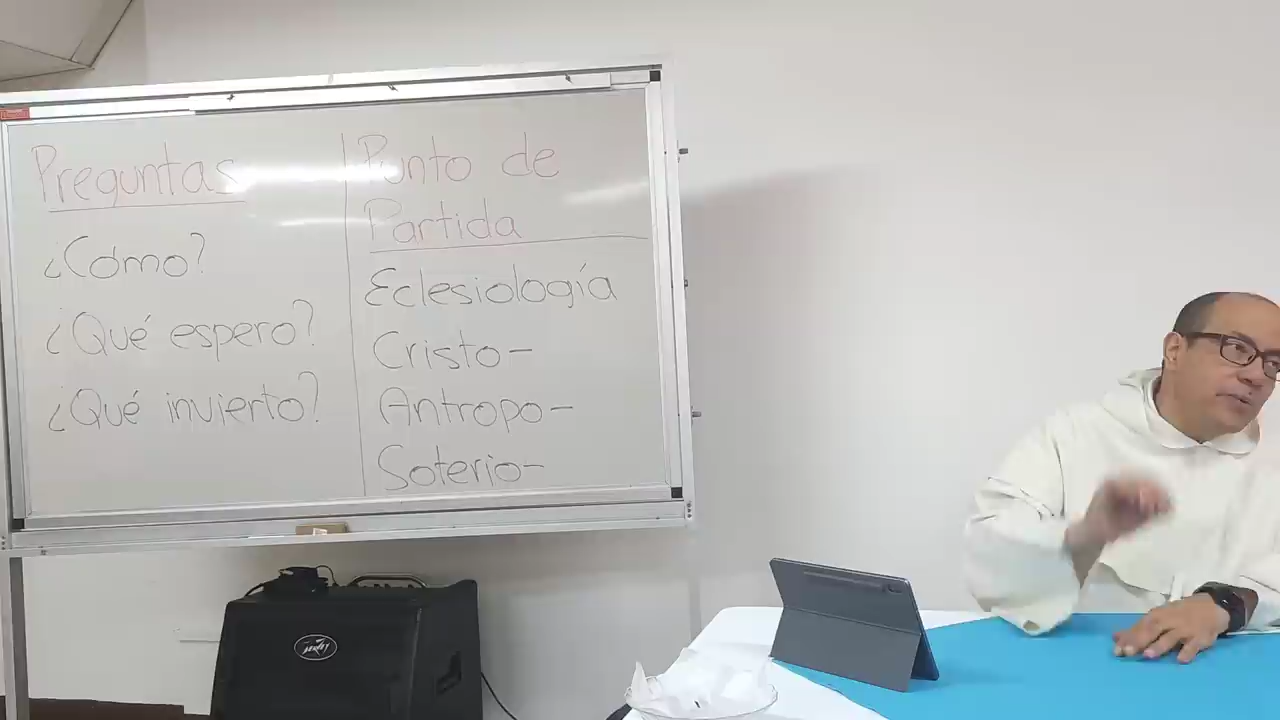 Preguntas
¿Cómo?
¿Qué espero?
¿Qué invierto?
Punto de
Partida
Eclesiología
Cristo-
Antropo-
Soterio-